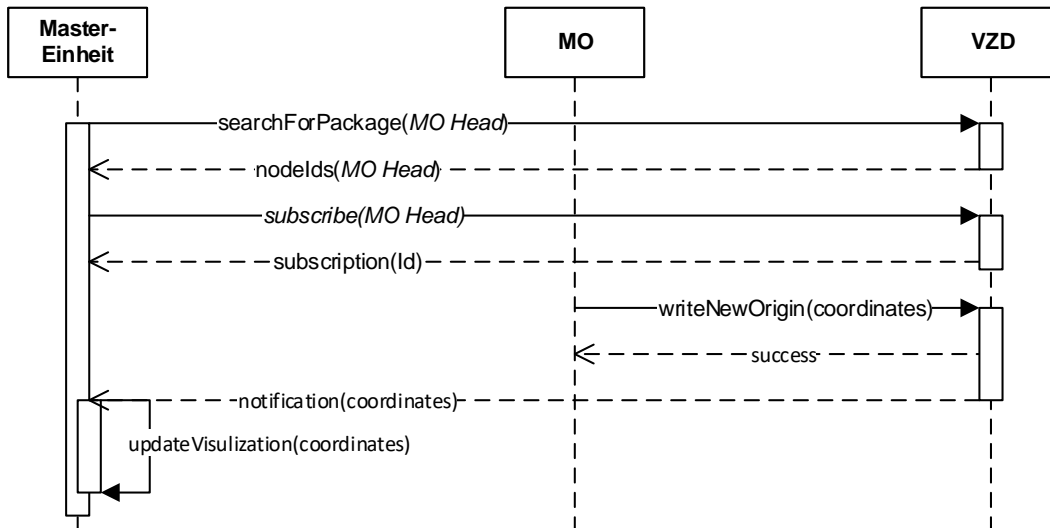 Master-
Einheit
MO
VZD
searchForPackage(MO Head)
nodeIds(MO Head)
subscribe(MO Head)
subscription(Id)
writeNewOrigin(coordinates)
success
notification(coordinates)
updateVisulization(coordinates)